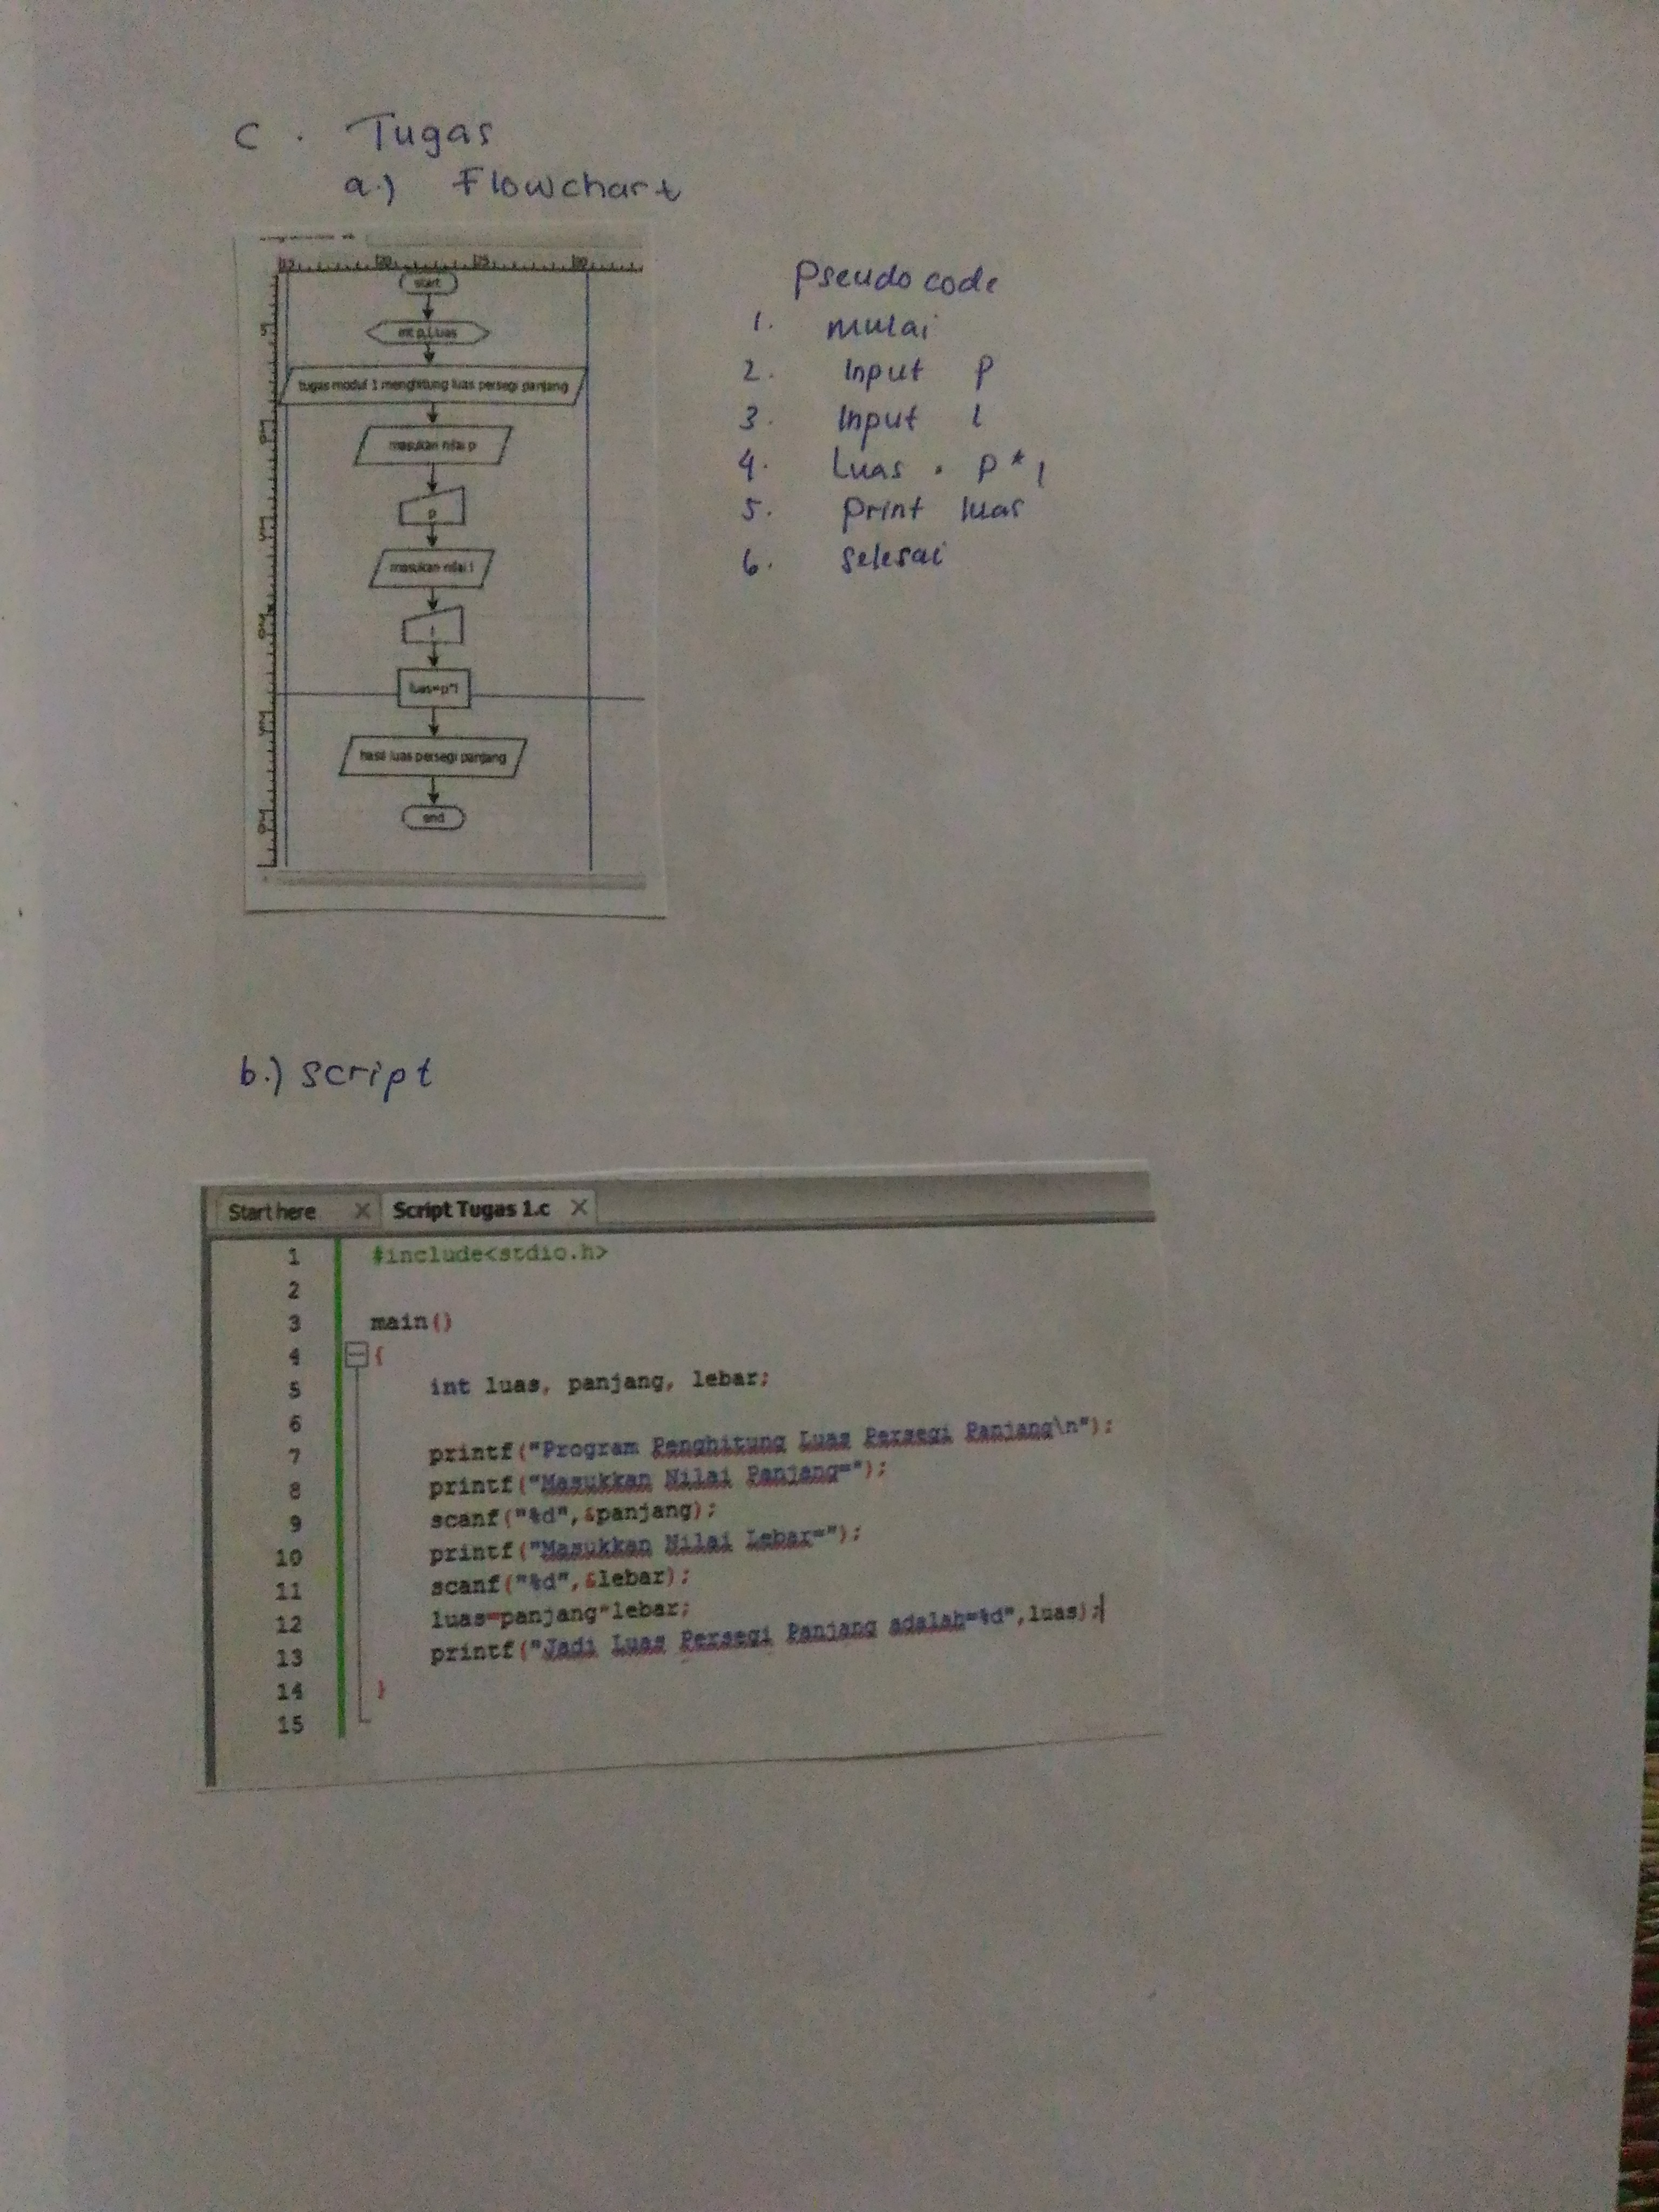 C. Tugas
a.) Flowchart
15 20 25 30
start
int p,l,luas
tugas modul 1 menghitung luas persegi panjang
masukan nilai p
p
masukan nilai l
l
luas=p*l
hasil luas persegi panjang
end
Pseudo code
1. mulai
2. Input p
3. Input l
4. Luas = p * l
5. Print luas
6. Selesai
b.) Script
Start here X Script Tugas 1.c X
1 #include<stdio.h>
2
3 main()
4 {
5 int luas, panjang, lebar;
6
7 printf("Program Penghitung Luas Persegi Panjang\n");
8 printf("Masukkan Nilai Panjang=");
9 scanf("%d",&panjang);
10 printf("Masukkan Nilai Lebar=");
11 scanf("%d",&lebar);
12 luas=panjang*lebar;
13 printf("Jadi Luas Persegi Panjang adalah=%d",luas);
14 }
15